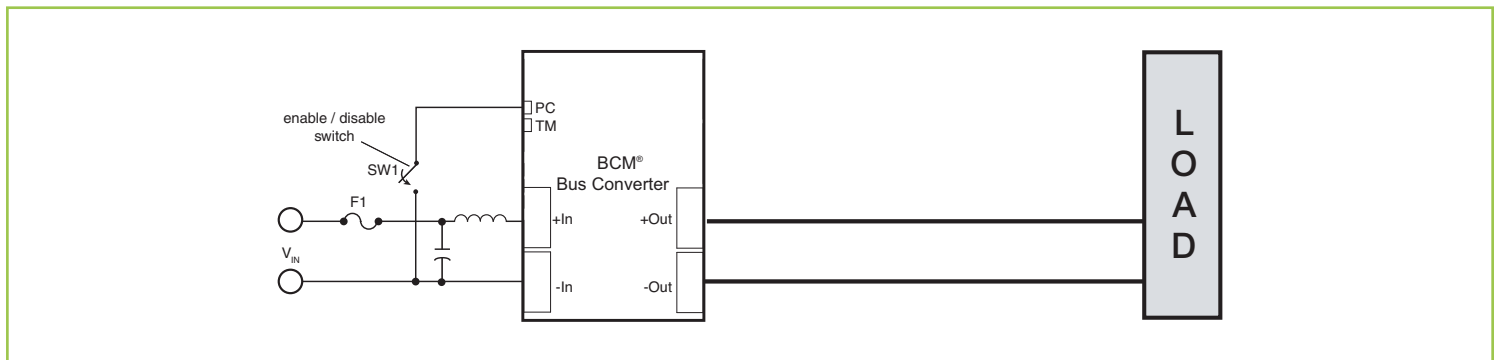 enable / disable
switch
SW1
F1
V_IN
PC
TM
BCM®
Bus Converter
+In
+Out
-In
-Out
L
O
A
D